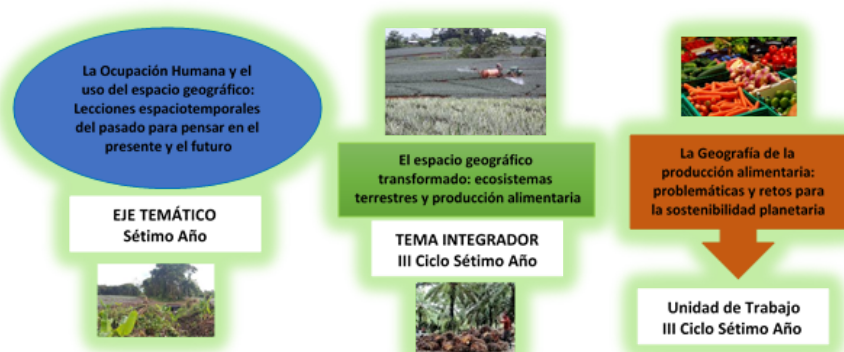 La Ocupación Humana y el
uso del espacio geográfico:
Lecciones espaciotemporales
del pasado para pensar en el
presente y el futuro
EJE TEMÁTICO
Sétimo Año
El espacio geográfico
transformado: ecosistemas
terrestres y producción alimentaria
TEMA INTEGRADOR
III Ciclo Sétimo Año
La Geografía de la
producción alimentaria:
problemáticas y retos para
la sostenibilidad planetaria
Unidad de Trabajo
III Ciclo Sétimo Año